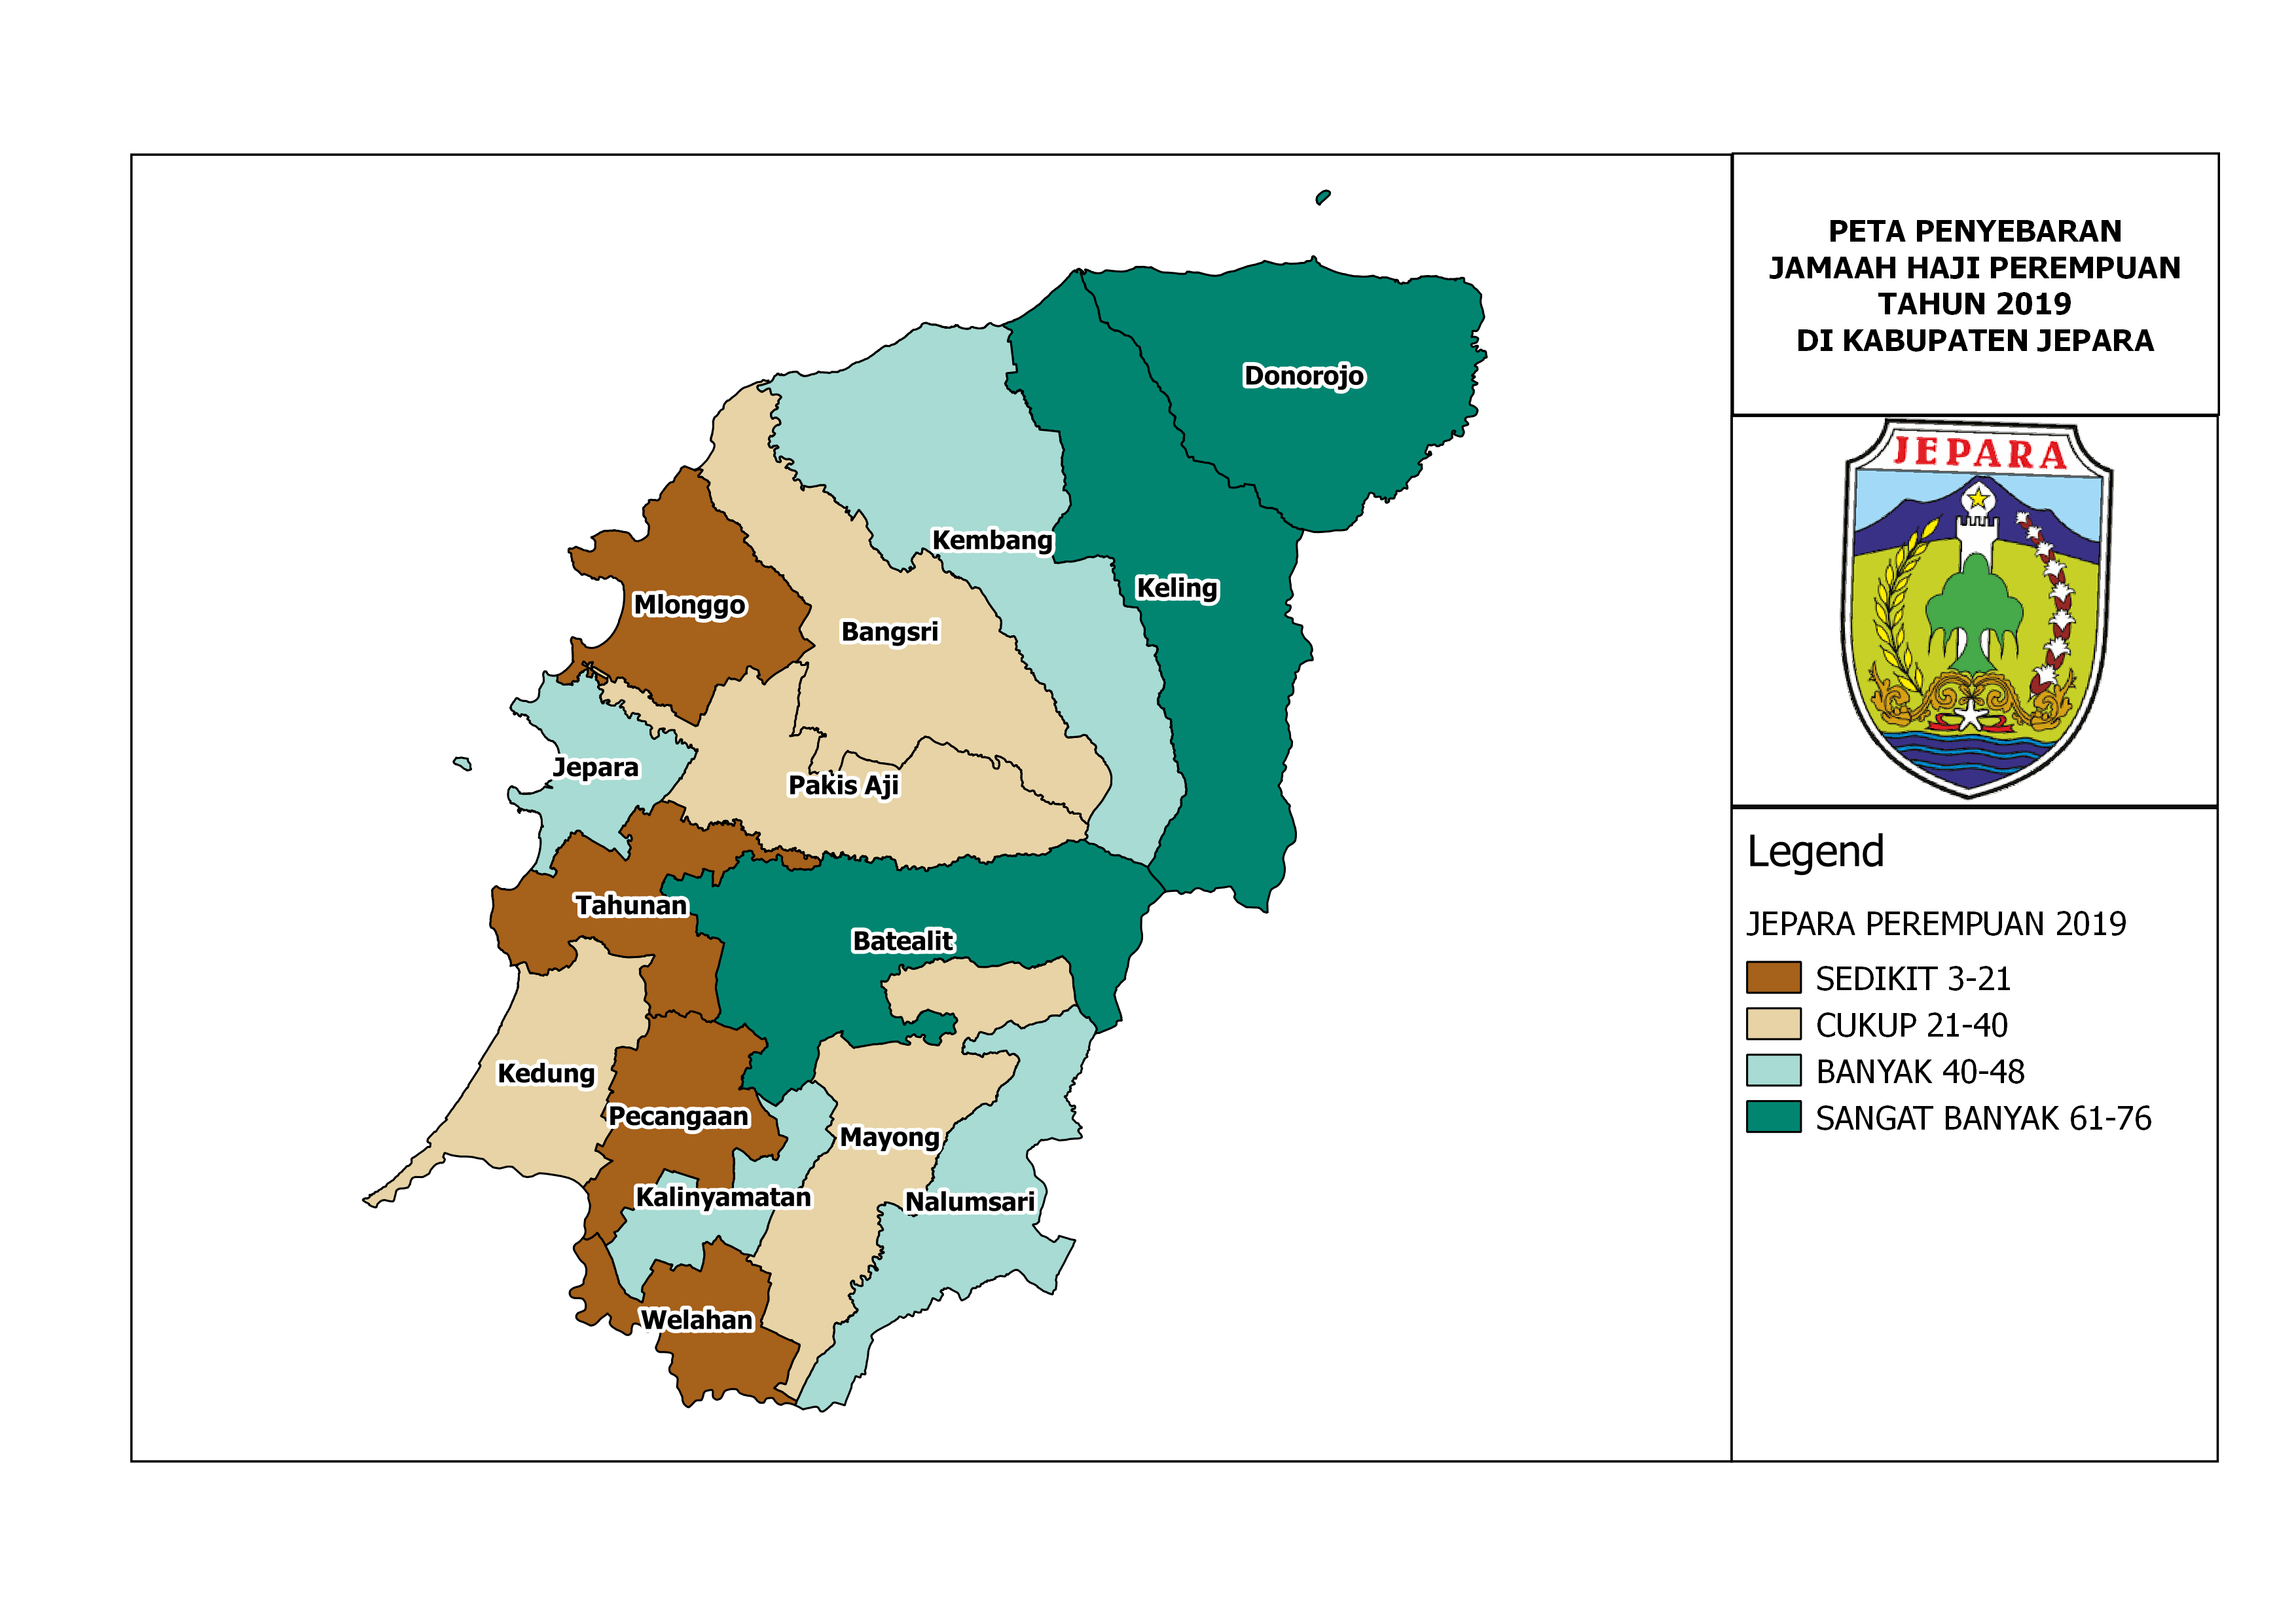 PETA PENYEBARAN
JAMAAH HAJI PEREMPUAN
TAHUN 2019
DI KABUPATEN JEPARA
JEPARA
Donorojo
Kembang
Keling
Mlonggo
Bangsri
Jepara
Pakis Aji
Tahunan
Batealit
Kedung
Pecangaan
Mayong
Kalinyamatan
Nalumsari
Welahan
Legend
JEPARA PEREMPUAN 2019
SEDIKIT 3-21
CUKUP 21-40
BANYAK 40-48
SANGAT BANYAK 61-76